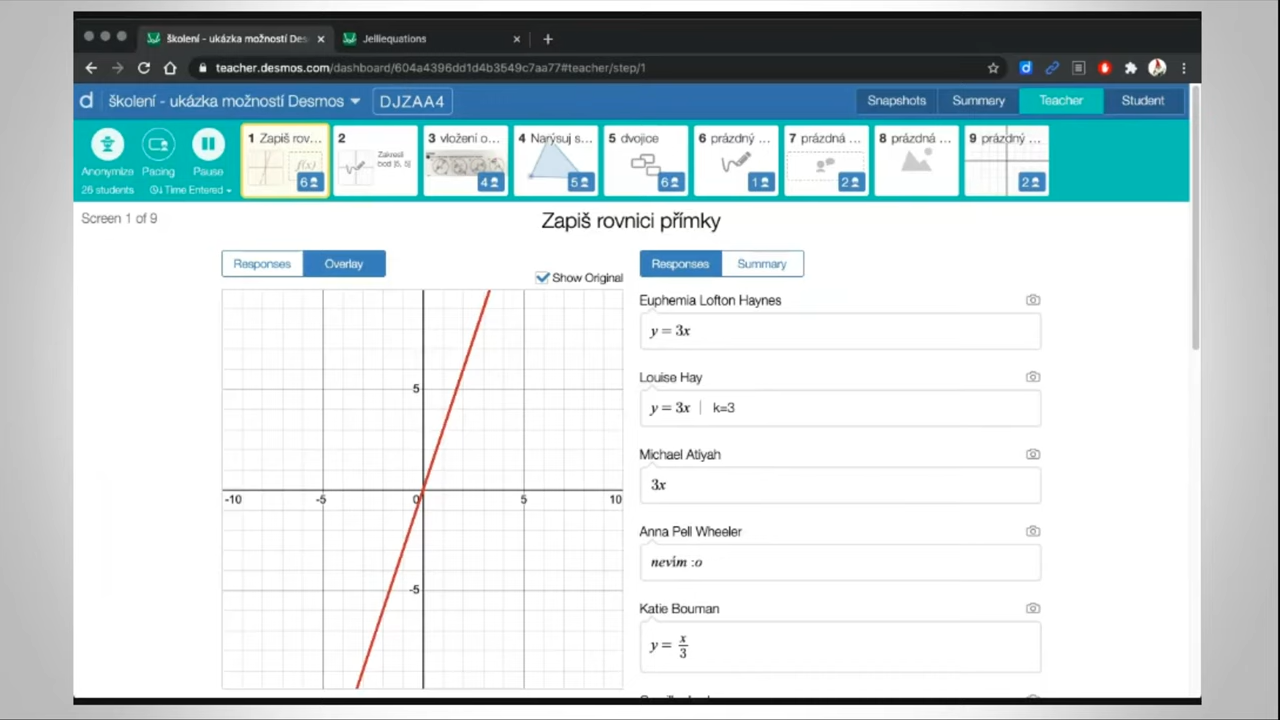 školení - ukázka možností Des
Jelliequations
teacher.desmos.com/dashboard/604a4396dd1d4b3549c7aa77#teacher/step/1
d školení - ukázka možností Desmos
DJZAA4
Snapshots
Summary
Teacher
Student
Anonymize
Pacing
Pause
26 students
Time Entered
1 Zapiš rov...
f(x)
6
2
Zakresli bod [5, 5]
3 vložení o...
4
4 Narýsuj s...
5
5 dvojice
6
6 prázdný ...
1
7 prázdná ...
2
8 prázdná ...
9 prázdný ...
2
Screen 1 of 9
Zapiš rovnici přímky
Responses
Overlay
Show Original
5
-10
-5
0
5
10
-5
Responses
Summary
Euphemia Lofton Haynes
y = 3x
Louise Hay
y = 3x | k=3
Michael Atiyah
3x
Anna Pell Wheeler
nevím :o
Katie Bouman
y = x/3